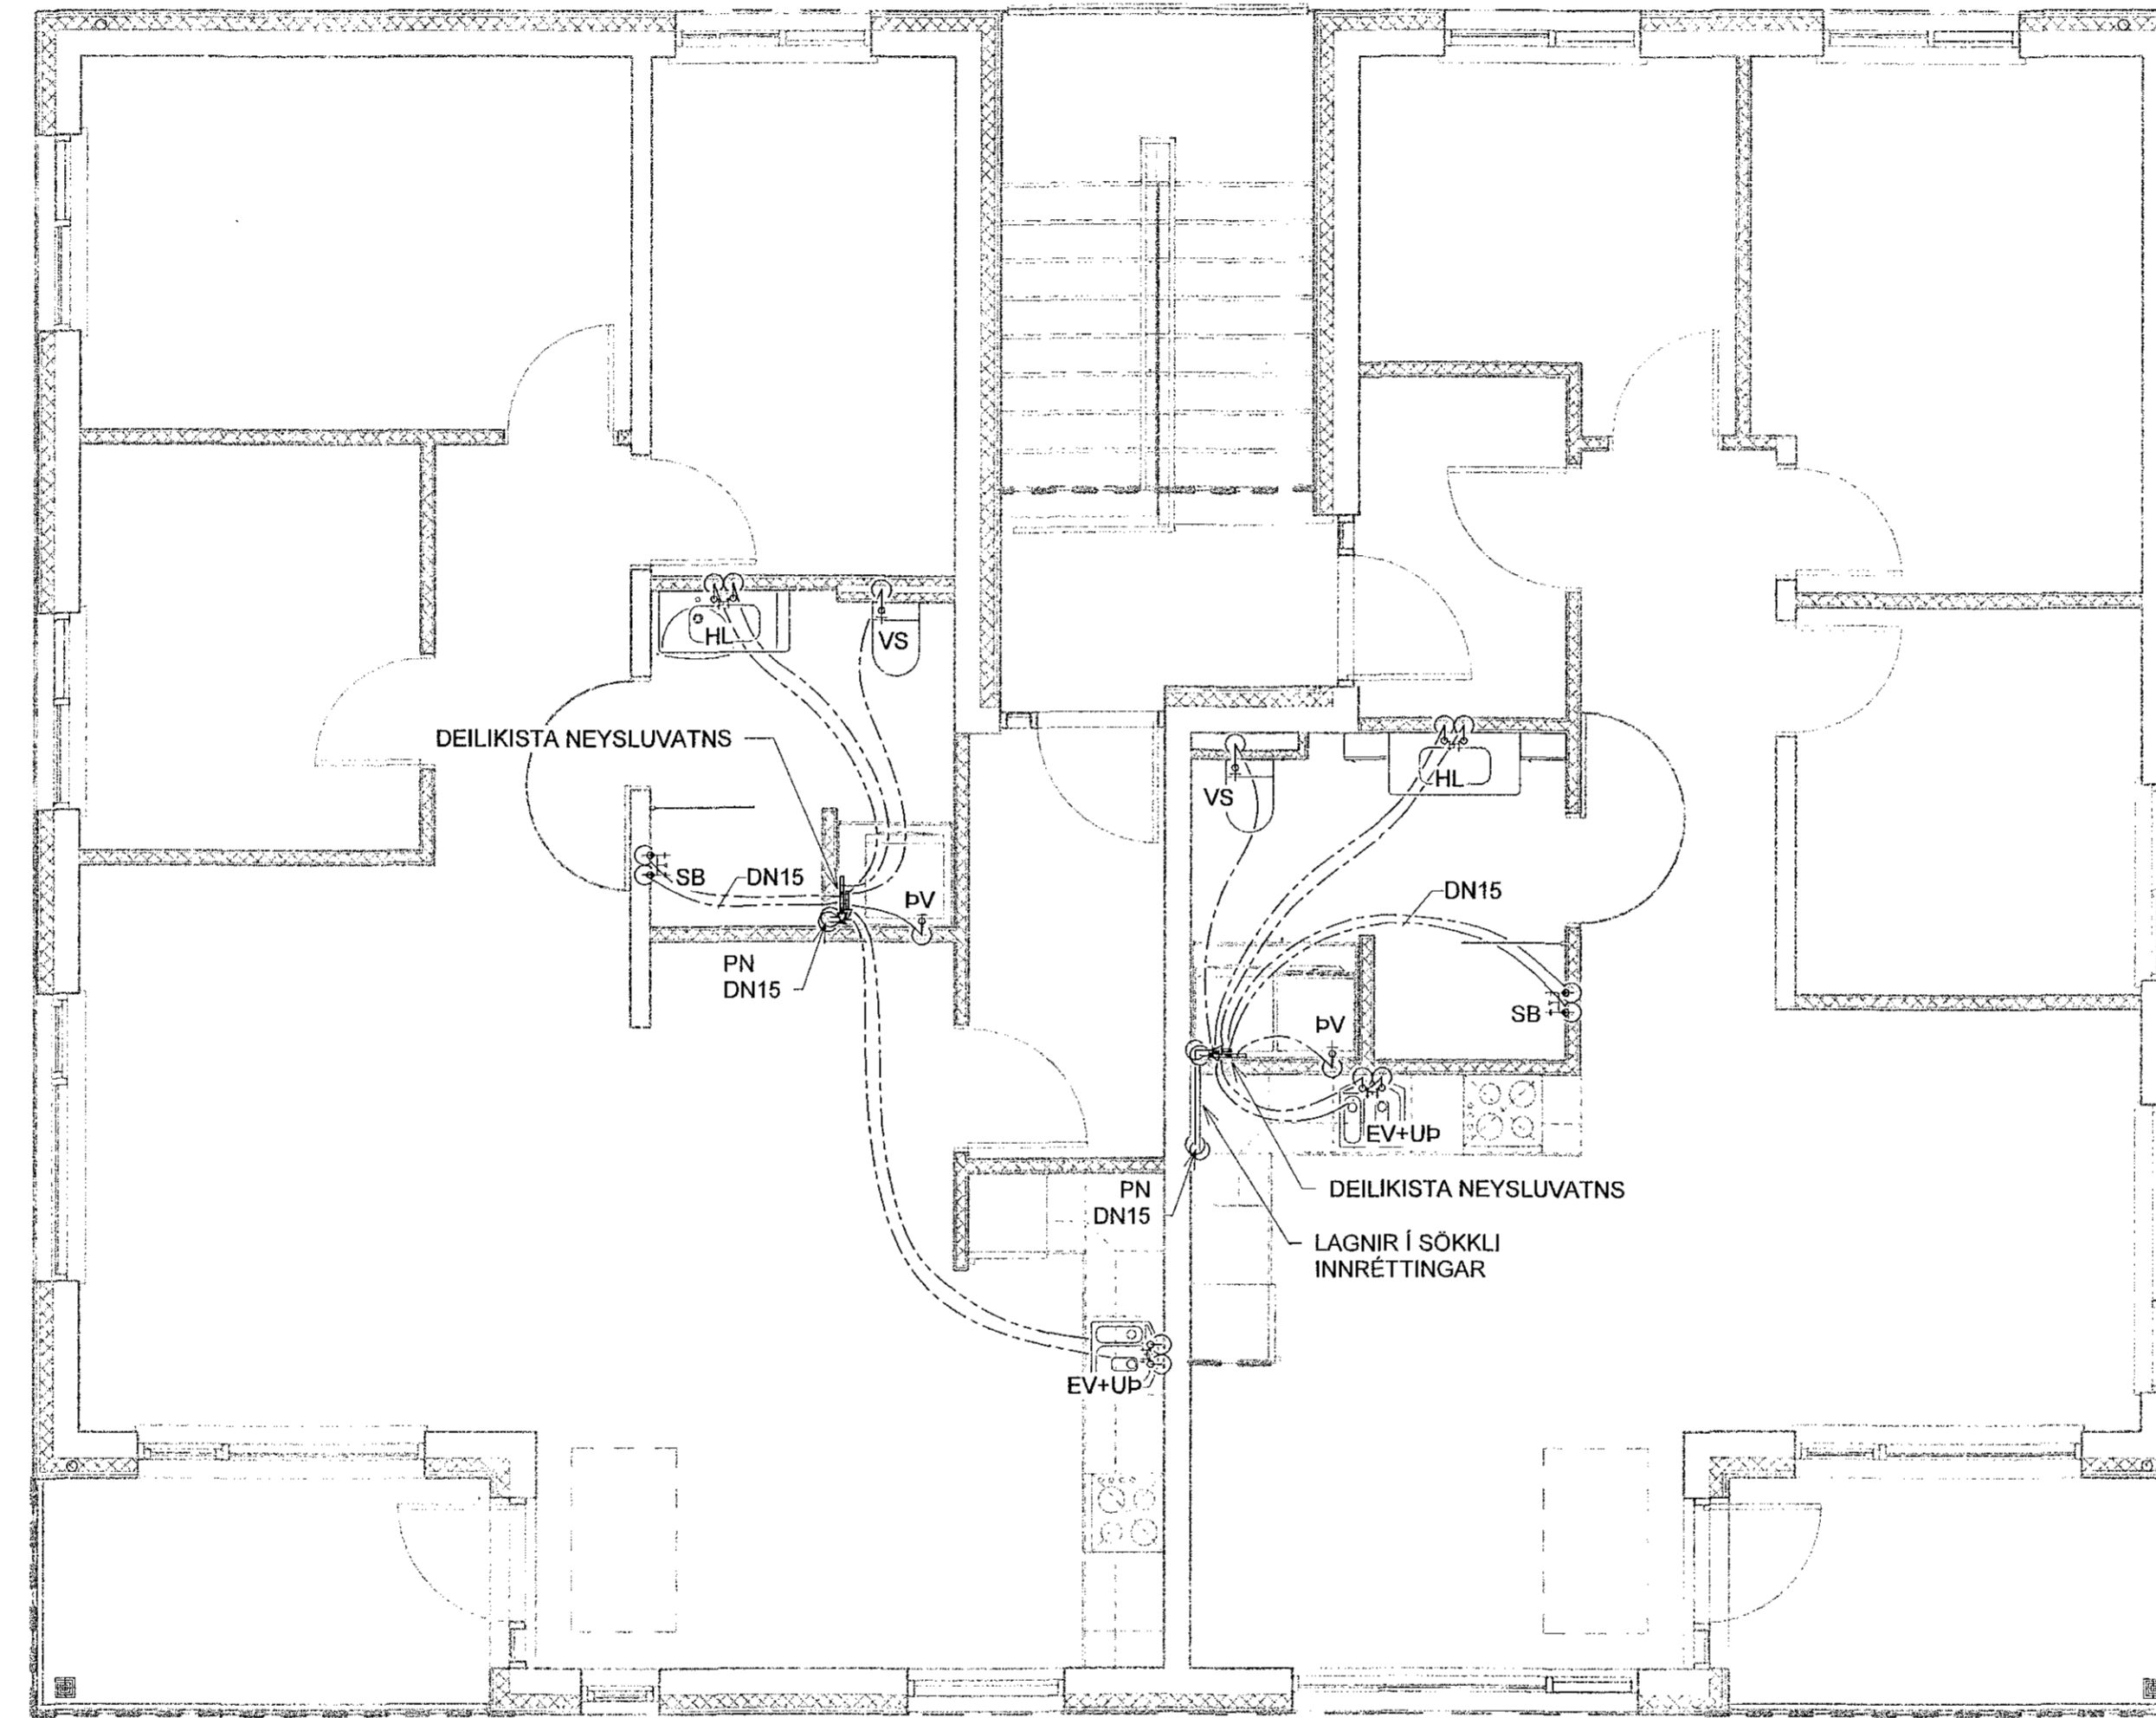 HL
VS
DEILIKISTA NEYSLUVATNS
SB
DN15
ÞV
PN
DN15
EV+UÞ
VS
HL
DN15
SB
ÞV
EV+UÞ
PN
DN15
DEILIKISTA NEYSLUVATNS
LAGNIR Í SÖKKLI
INNRÉTTINGAR